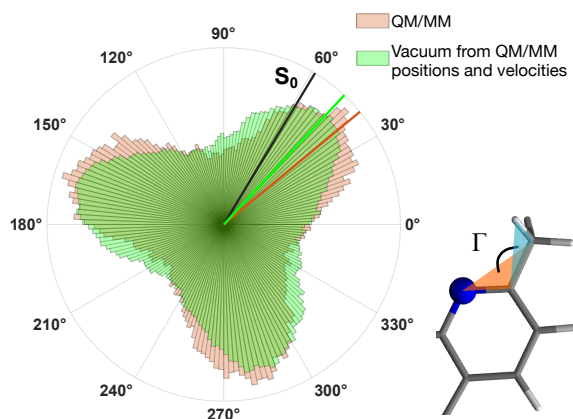 QM/MM
Vacuum from QM/MM
positions and velocities
90°
120°
60°
S₀
150°
30°
180°
0°
Γ
210°
330°
240°
300°
270°